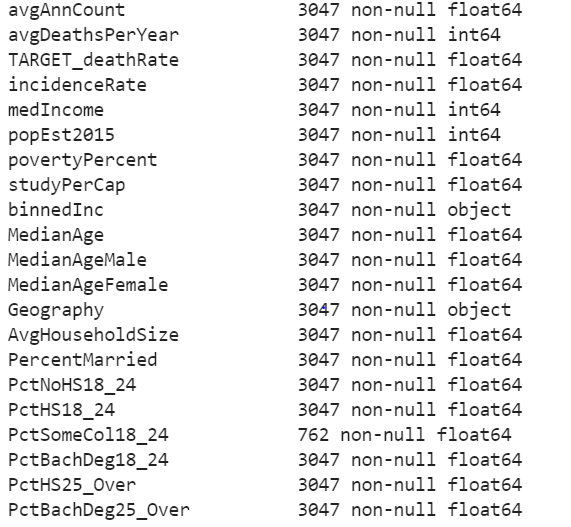 avgAnnCount 3047 non-null float64
avgDeathsPerYear 3047 non-null int64
TARGET_deathRate 3047 non-null float64
incidenceRate 3047 non-null float64
medIncome 3047 non-null int64
popEst2015 3047 non-null int64
povertyPercent 3047 non-null float64
studyPerCap 3047 non-null float64
binnedInc 3047 non-null object
MedianAge 3047 non-null float64
MedianAgeMale 3047 non-null float64
MedianAgeFemale 3047 non-null float64
Geography 3047 non-null object
AvgHouseholdSize 3047 non-null float64
PercentMarried 3047 non-null float64
PctNoHS18_24 3047 non-null float64
PctHS18_24 3047 non-null float64
PctSomeCol18_24 762 non-null float64
PctBachDeg18_24 3047 non-null float64
PctHS25_Over 3047 non-null float64
PctBachDeg25_Over 3047 non-null float64